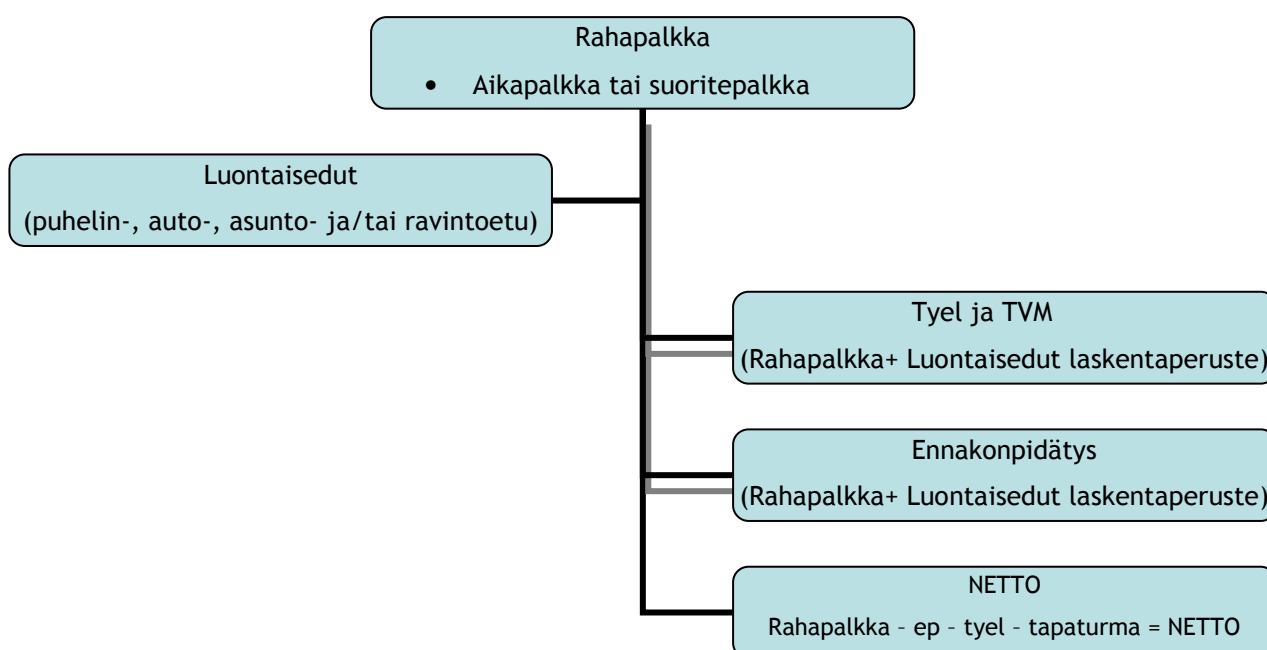 Rahapalkka
• Aikapalkka tai suoritepalkka
Luontaisedut
(puhelin-, auto-, asunto- ja/tai ravintoetu)
Tyel ja TVM
(Rahapalkka+ Luontaisedut laskentaperuste)
Ennakonpidätys
(Rahapalkka+ Luontaisedut laskentaperuste)
NETTO
Rahapalkka – ep – tyel – tapaturma = NETTO